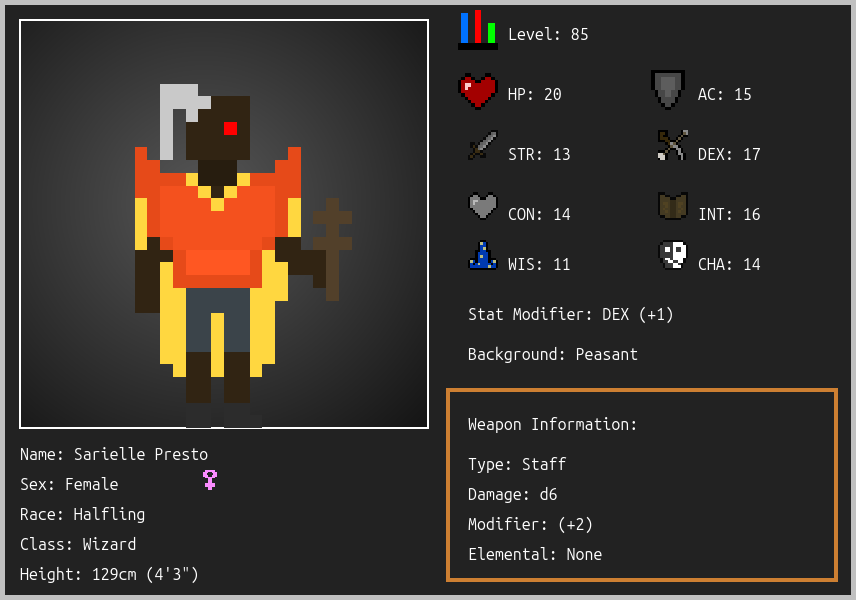 Level: 85
HP: 20
AC: 15
STR: 13
DEX: 17
CON: 14
INT: 16
WIS: 11
CHA: 14
Stat Modifier: DEX (+1)
Background: Peasant
Weapon Information:
Type: Staff
Damage: d6
Modifier: (+2)
Elemental: None
Name: Sarielle Presto
Sex: Female
Race: Halfling
Class: Wizard
Height: 129cm (4'3")